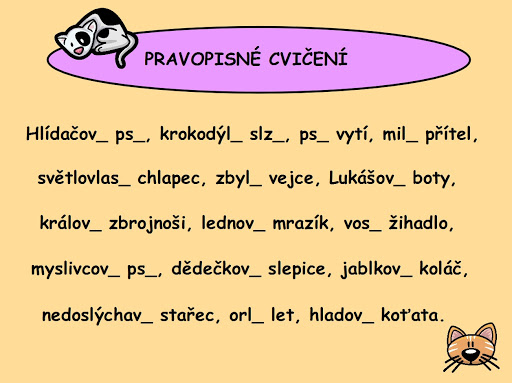 PRAVOPISNÉ CVIČENÍ
Hlídačov_ ps_, krokodýl_ slz_, ps_ vytí, mil_ přítel,
světlovlas_ chlapec, zbyl_ vejce, Lukášov_ boty,
králov_ zbrojnoši, lednov_ mrazík, vos_ žihadlo,
myslivcov_ ps_, dědečkov_ slepice, jablkov_ koláč,
nedoslýchav_ stařec, orl_ let, hladov_ koťata.